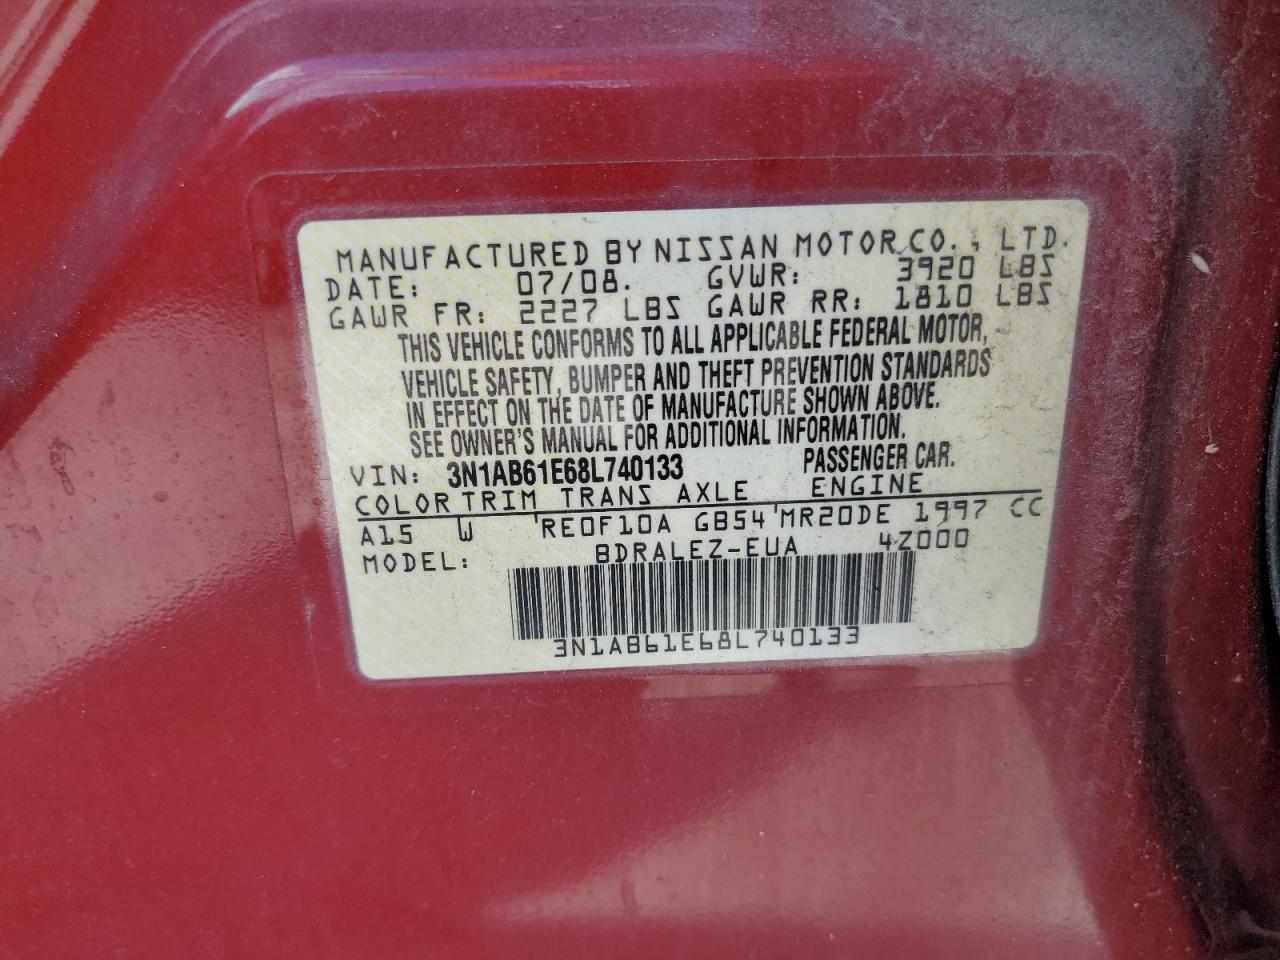 MANUFACTURED BY NISSAN MOTOR CO., LTD.
DATE: 07/08. GVWR: 3920 LBS
GAWR FR: 2227 LBS GAWR RR: 1810 LBS
THIS VEHICLE CONFORMS TO ALL APPLICABLE FEDERAL MOTOR,
VEHICLE SAFETY, BUMPER AND THEFT PREVENTION STANDARDS
IN EFFECT ON THE DATE OF MANUFACTURE SHOWN ABOVE.
SEE OWNER'S MANUAL FOR ADDITIONAL INFORMATION.
VIN: 3N1AB61E68L740133 PASSENGER CAR.
COLOR TRIM TRANS AXLE ENGINE
A15 W 'RE0F10A GB54 'MR20DE 1997 CC
MODEL: BDRALEZ-EUA 4Z000
3N1AB61E68L740133